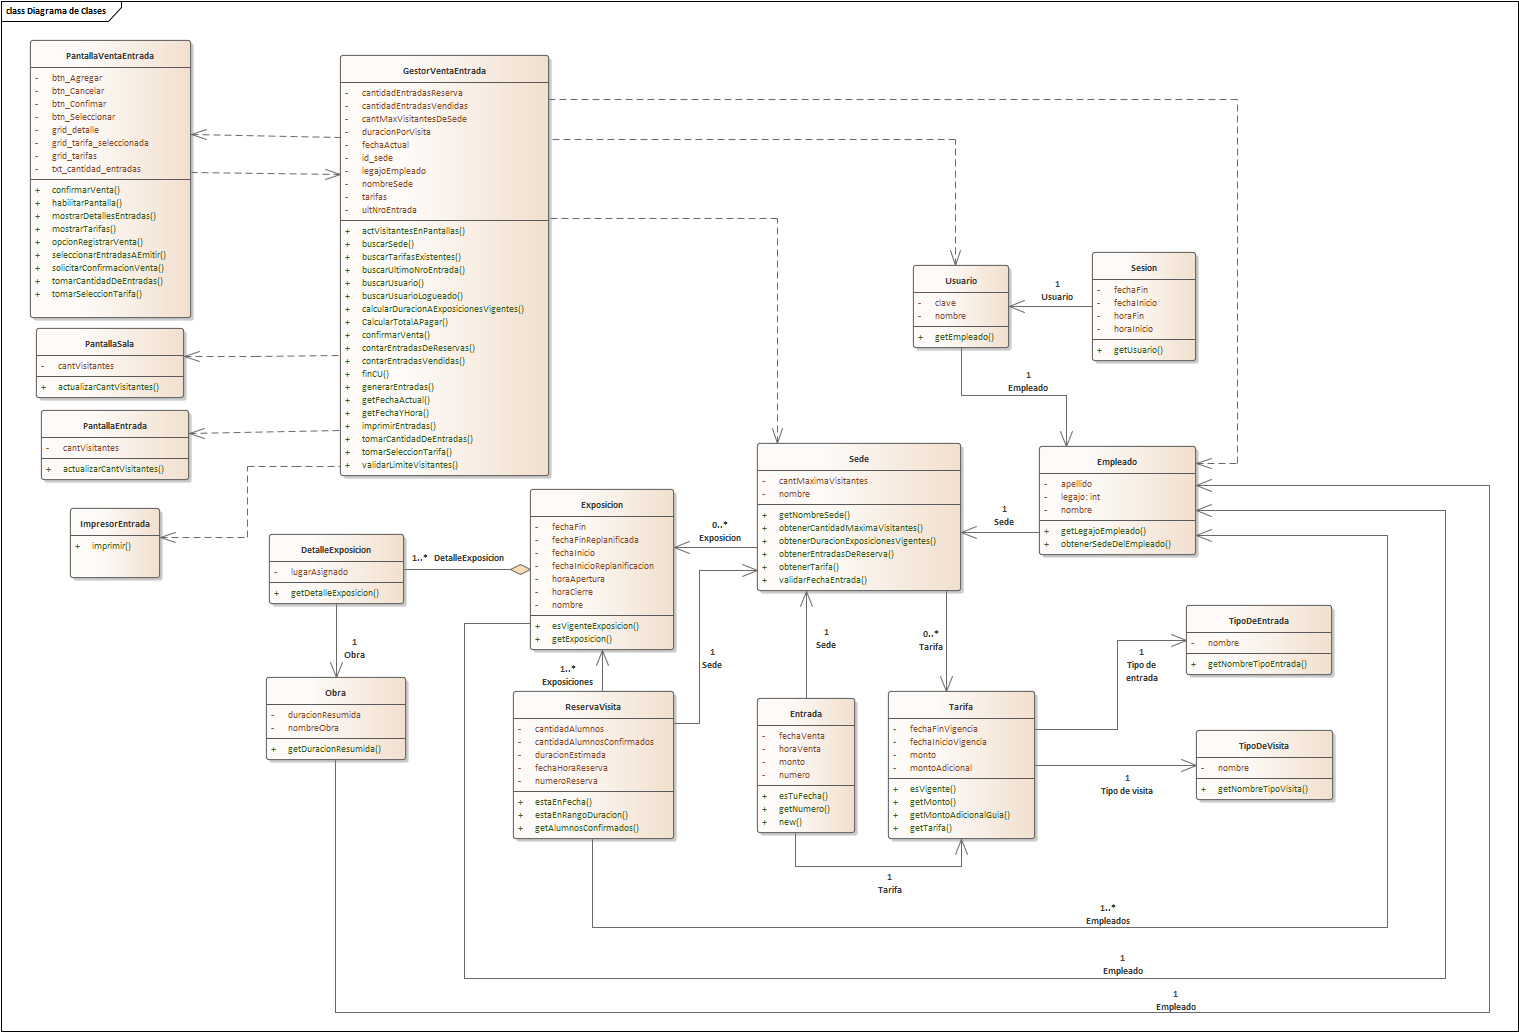 class Diagrama de Clases
PantallaVentaEntrada
- btn_Agregar
- btn_Cancelar
- btn_Confimar
- btn_Seleccionar
- grid_detalle
- grid_tarifa_seleccionada
- grid_tarifas
- txt_cantidad_entradas
+ confirmarVenta()
+ habilitarPantalla()
+ mostrarDetallesEntradas()
+ mostrarTarifas()
+ opcionRegistrarVenta()
+ seleccionarEntradasAEmitir()
+ solicitarConfirmacionVenta()
+ tomarCantidadDeEntradas()
+ tomarSeleccionTarifa()
GestorVentaEntrada
- cantidadEntradasReserva
- cantidadEntradasVendidas
- cantMaxVisitantesDeSede
- duracionPorVisita
- fechaActual
- id_sede
- legajoEmpleado
- nombreSede
- tarifas
- ultNroEntrada
+ actVisitantesEnPantallas()
+ buscarSede()
+ buscarTarifasExistentes()
+ buscarUltimoNroEntrada()
+ buscarUsuario()
+ buscarUsuarioLogueado()
+ calcularDuracionAExposicionesVigentes()
+ CalcularTotalAPagar()
+ confirmarVenta()
+ contarEntradasDeReservas()
+ contarEntradasVendidas()
+ finCU()
+ generarEntradas()
+ getFechaActual()
+ getFechaYHora()
+ imprimirEntradas()
+ tomarCantidadDeEntradas()
+ tomarSeleccionTarifa()
+ validarLimiteVisitantes()
PantallaSala
- cantVisitantes
+ actualizarCantVisitantes()
PantallaEntrada
- cantVisitantes
+ actualizarCantVisitantes()
ImpresorEntrada
+ imprimir()
Usuario
- clave
- nombre
+ getEmpleado()
1
Usuario
Sesion
- fechaFin
- fechaInicio
- horaFin
- horaInicio
+ getUsuario()
1
Empleado
Empleado
- apellido
- legajo: int
- nombre
+ getLegajoEmpleado()
+ obtenerSedeDelEmpleado()
1
Sede
Sede
- cantMaximaVisitantes
- nombre
+ getNombreSede()
+ obtenerCantidadMaximaVisitantes()
+ obtenerDuracionExposicionesVigentes()
+ obtenerEntradasDeReserva()
+ obtenerTarifa()
+ validarFechaEntrada()
0..*
Exposicion
Exposicion
- fechaFin
- fechaFinReplanificada
- fechaInicio
- fechaInicioReplanificacion
- horaApertura
- horaCierre
- nombre
+ esVigenteExposicion()
+ getExposicion()
1..* DetalleExposicion
DetalleExposicion
- lugarAsignado
+ getDetalleExposicion()
1
Obra
Obra
- duracionResumida
- nombreObra
+ getDuracionResumida()
1..*
Exposiciones
ReservaVisita
- cantidadAlumnos
- cantidadAlumnosConfirmados
- duracionEstimada
- fechaHoraReserva
- numeroReserva
+ estaEnFecha()
+ estaEnRangoDuracion()
+ getAlumnosConfirmados()
1
Sede
1
Sede
Entrada
- fechaVenta
- horaVenta
- monto
- numero
+ esTuFecha()
+ getNumero()
+ new()
0..*
Tarifa
Tarifa
- fechaFinVigencia
- fechaInicioVigencia
- monto
- montoAdicional
+ esVigente()
+ getMonto()
+ getMontoAdicionalGuia()
+ getTarifa()
1
Tipo de
entrada
TipoDeEntrada
- nombre
+ getNombreTipoEntrada()
1
Tipo de visita
TipoDeVisita
- nombre
+ getNombreTipoVisita()
1
Tarifa
1..*
Empleados
1
Empleado
1
Empleado